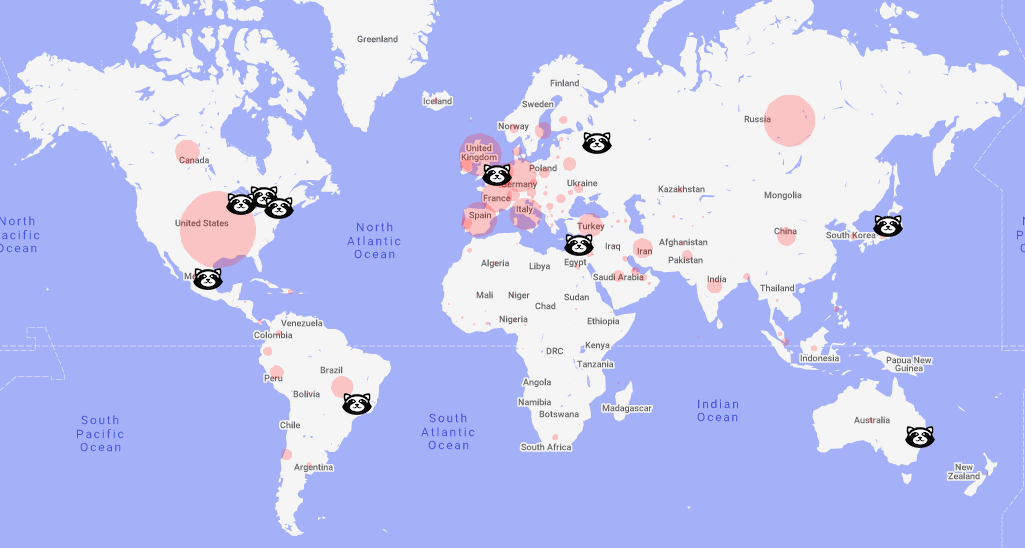 Greenland
Iceland
Finland
Sweden
Norway
Russia
United
Kingdom
Canada
Poland
Germany
Ukraine
Kazakhstan
Mongolia
France
Italy
Spain
United States
Turkey
North
Pacific
Ocean
North
Atlantic
Ocean
China
South Korea
Iraq
Iran
Afghanistan
Pakistan
Algeria
Libya
Egypt
Saudi Arabia
India
Thailand
Mali
Niger
Chad
Sudan
Nigeria
Ethiopia
Venezuela
Colombia
DRC
Kenya
Tanzania
Indonesia
Papua New
Guinea
Peru
Brazil
Bolivia
Angola
Namibia
Botswana
Madagascar
Indian
Ocean
South
Pacific
Ocean
South
Atlantic
Ocean
Chile
Australia
South Africa
Argentina
New
Zealand